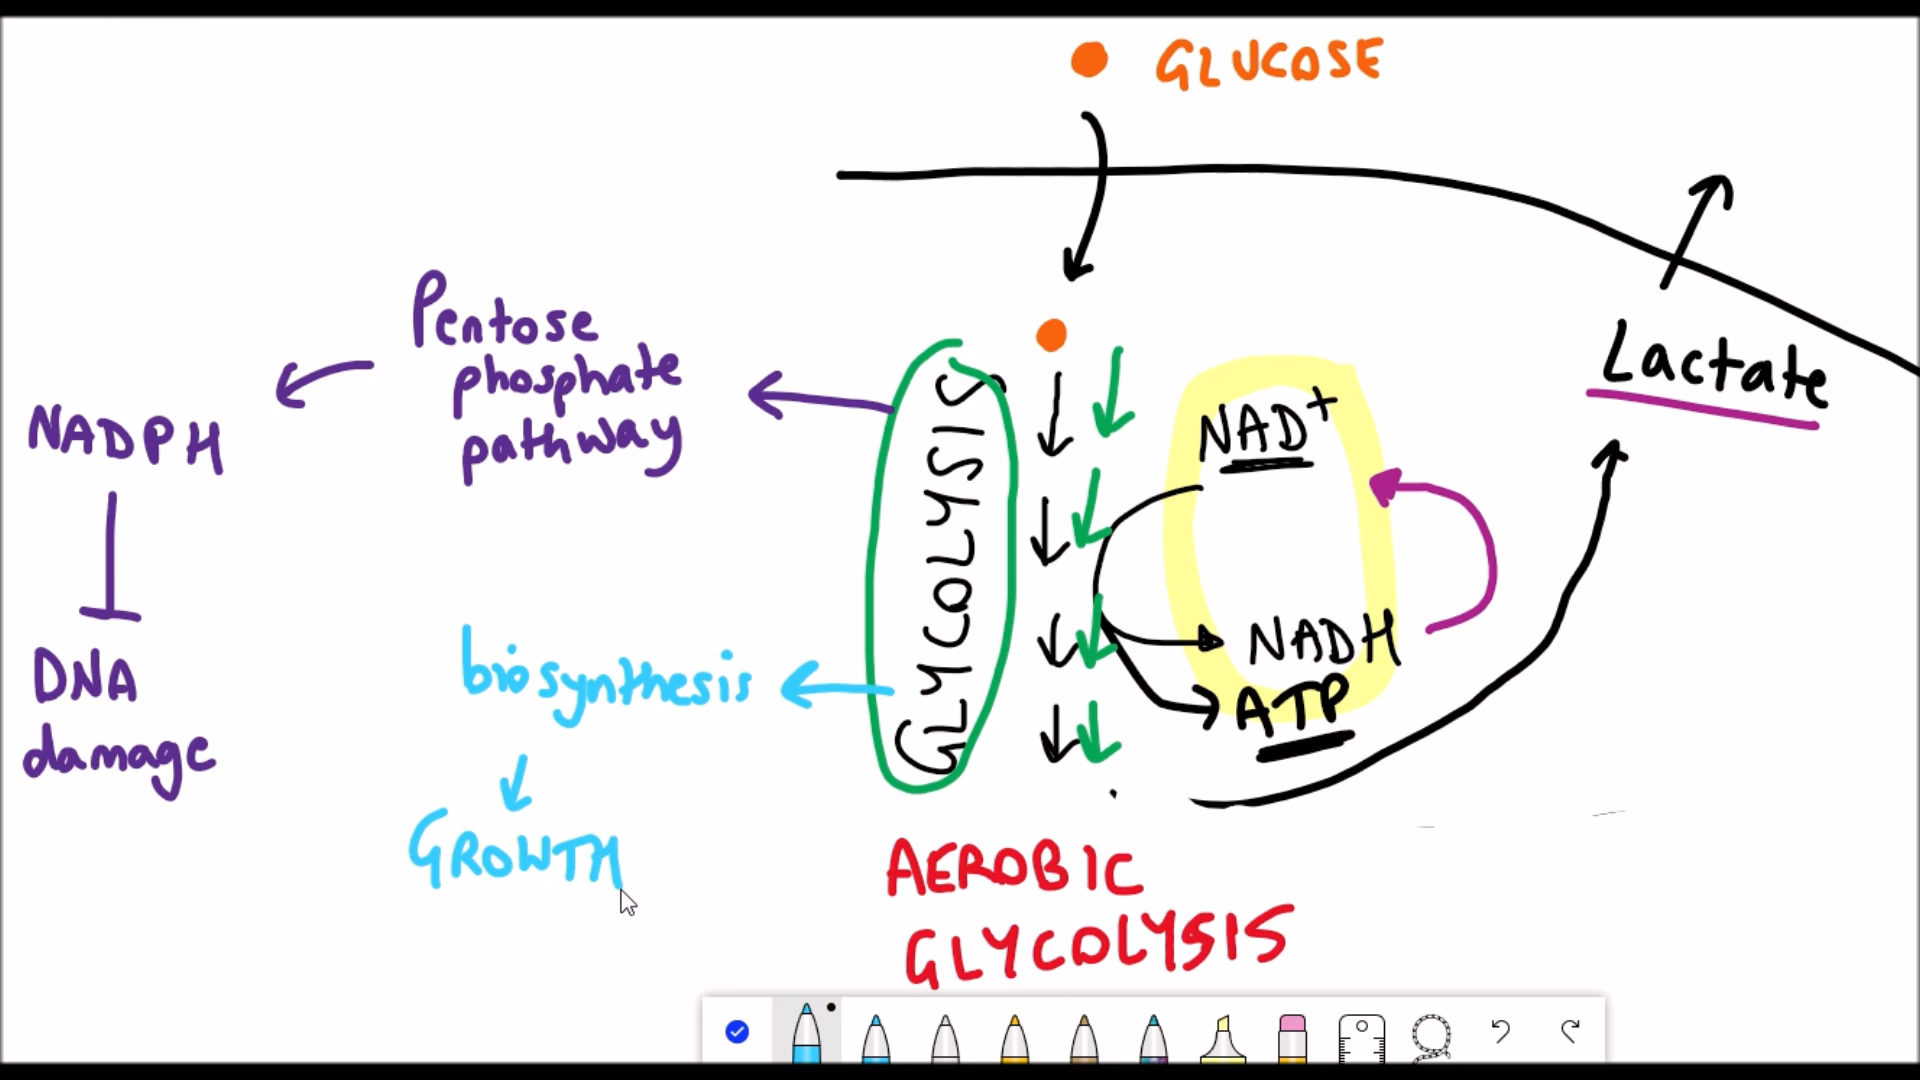 GLUCOSE
Lactate
Pentose
phosphate
pathway
NADPH
DNA
damage
biosynthesis
GROWTH
GLYCOLYSIS
NAD+
NADH
ATP
AEROBIC
GLYCOLYSIS